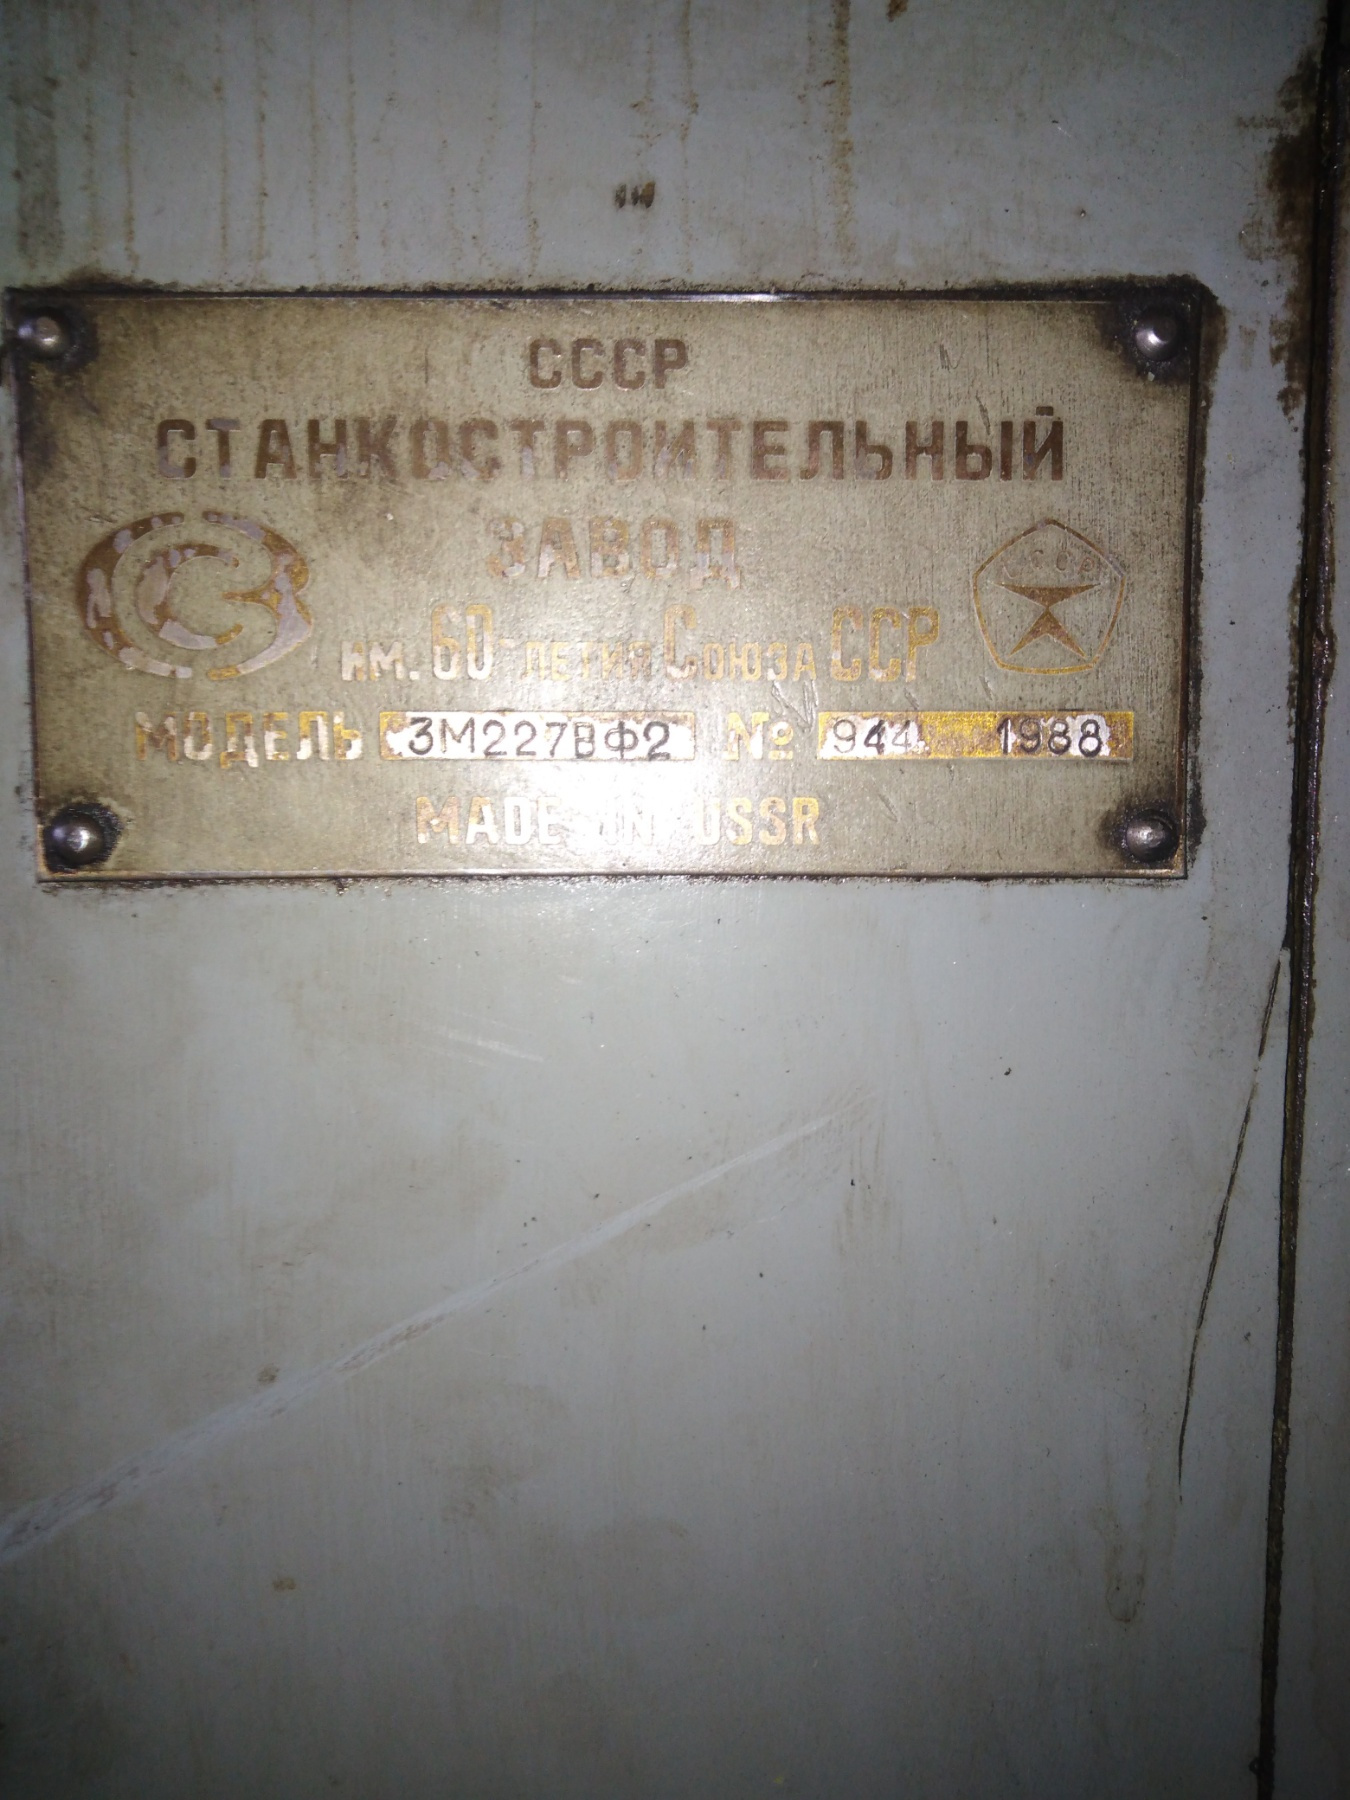 СССР
СТАНКОСТРОИТЕЛЬНЫЙ
ЗАВОД
им. 60-летия Союза ССР
МОДЕЛЬ 3М227ВФ2 № 944 1988
MADE IN USSR